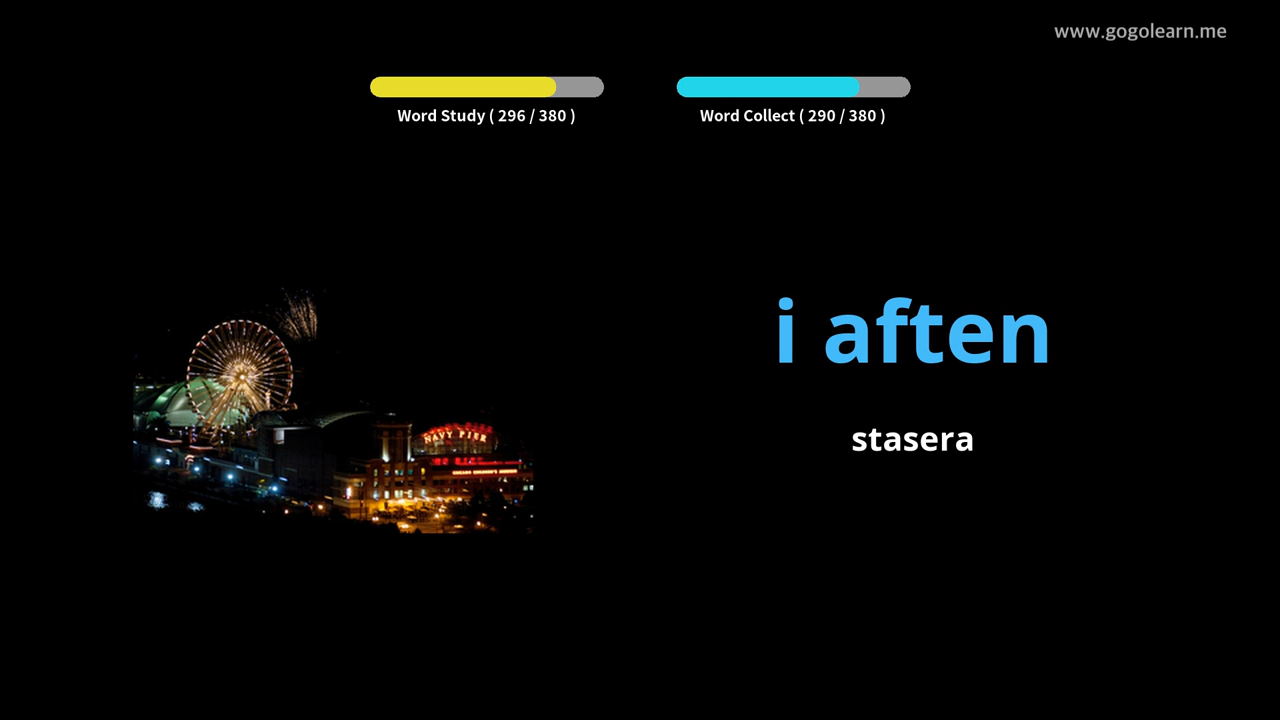 www.gogolearn.me
Word Study ( 296 / 380 )
Word Collect ( 290 / 380 )
i aften
stasera
NAVY PIER